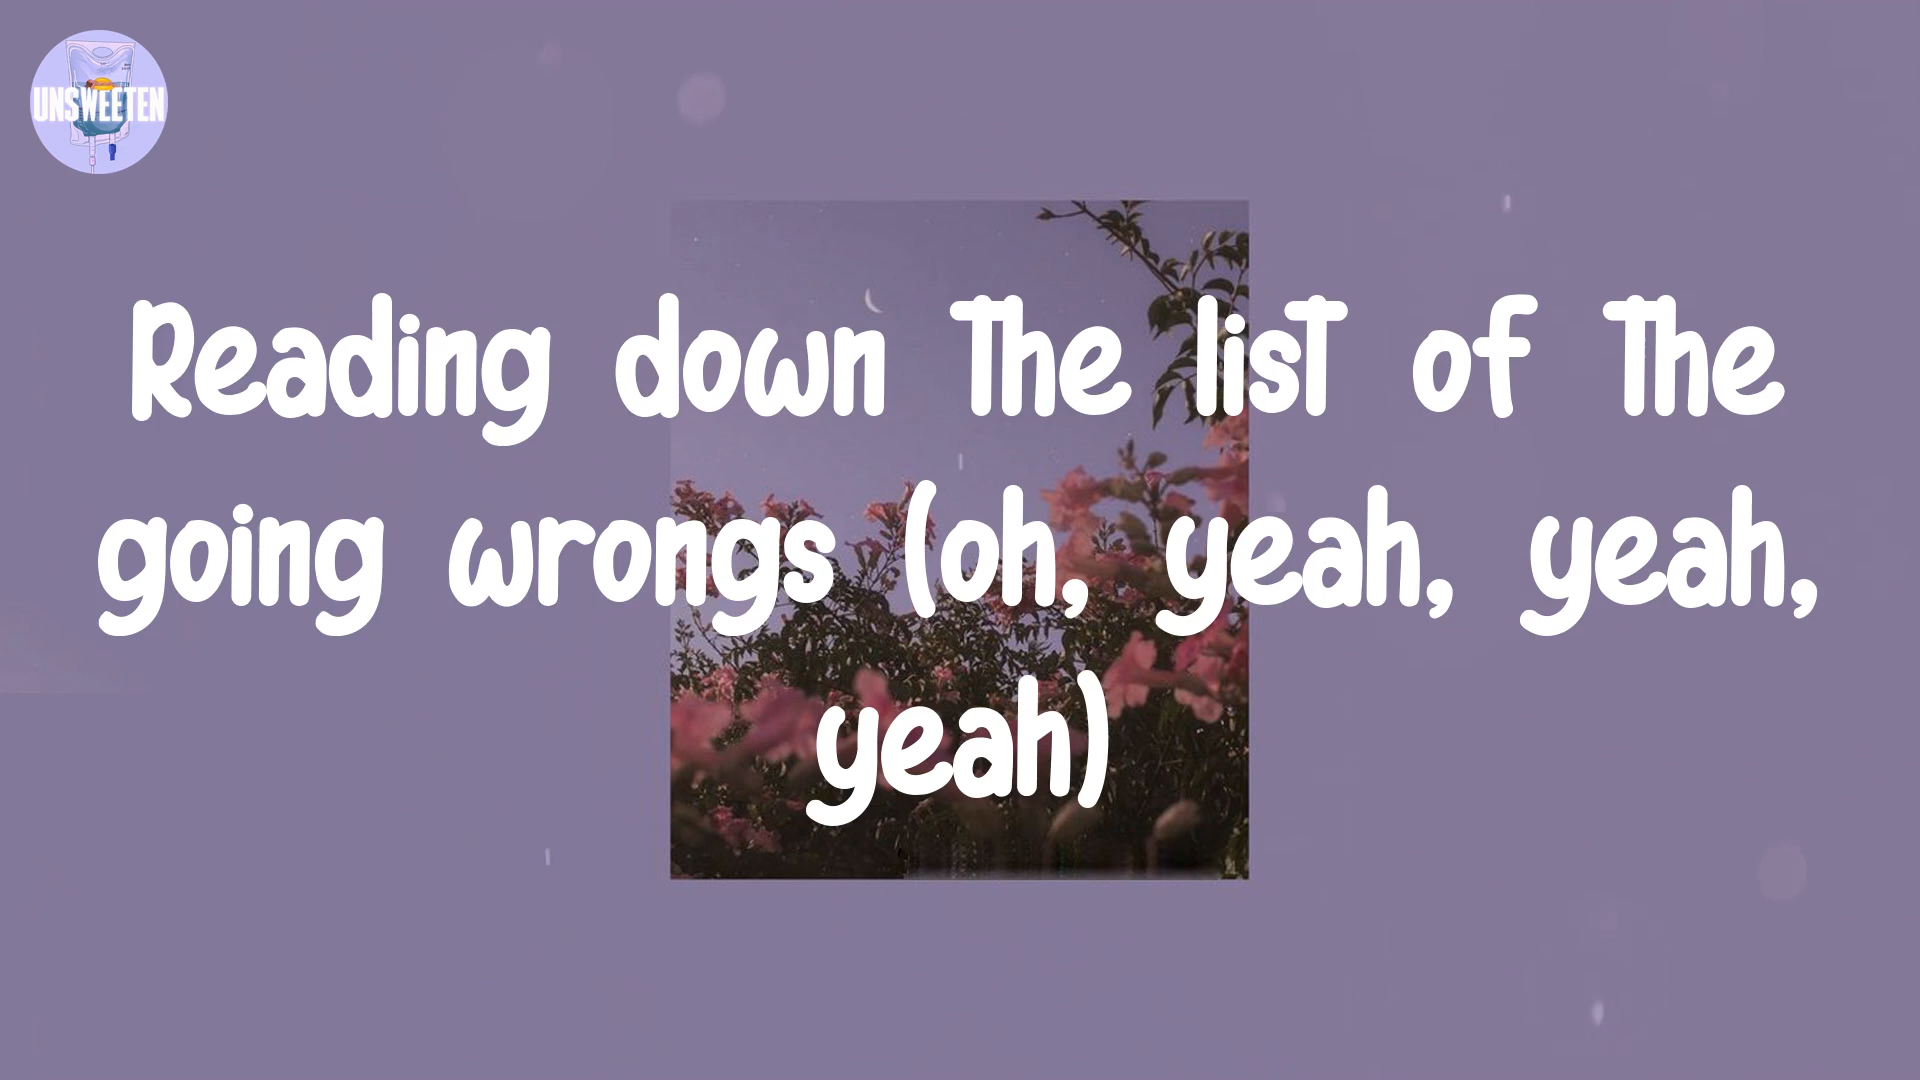 UNSWEETEN
Reading down the list of the
going wrongs (oh, yeah, yeah,
yeah)